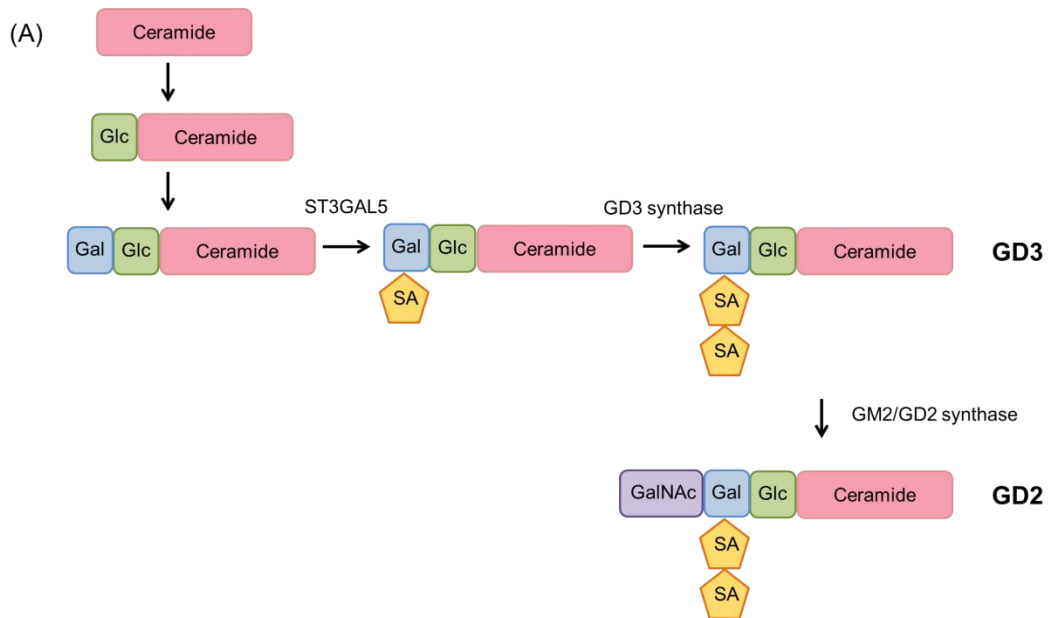 (A)
Ceramide
Glc Ceramide
ST3GAL5 GD3 synthase
Gal Glc Ceramide Gal Glc Ceramide Gal Glc Ceramide GD3
SA SA
SA
GM2/GD2 synthase
GalNAc Gal Glc Ceramide GD2
SA
SA